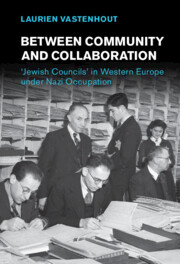 LAURIEN VASTENHOUT
BETWEEN COMMUNITY
AND COLLABORATION
'Jewish Councils' in Western Europe
under Nazi Occupation